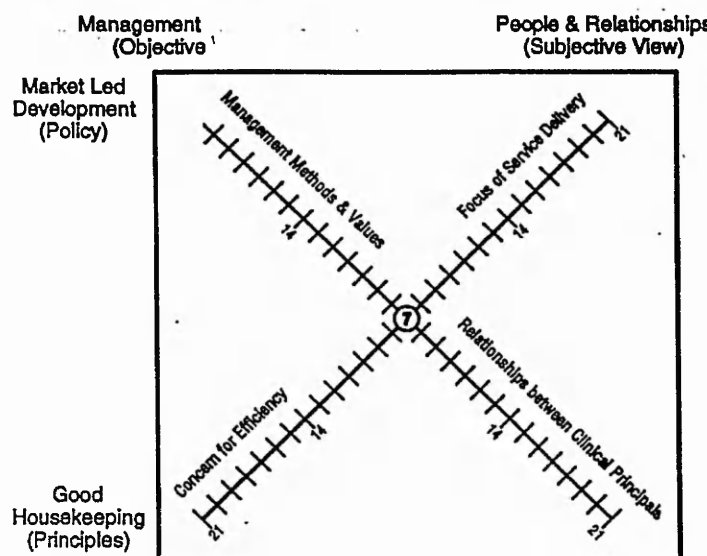 Management
(Objective
People & Relationships
(Subjective View)
Market Led
Development
(Policy)
Management Methods & Values
14
Focus of Service Delivery
14
21
7
Concern for Efficiency
14
21
Relationships between Clinical Principals
14
21
Good
Housekeeping
(Principles)